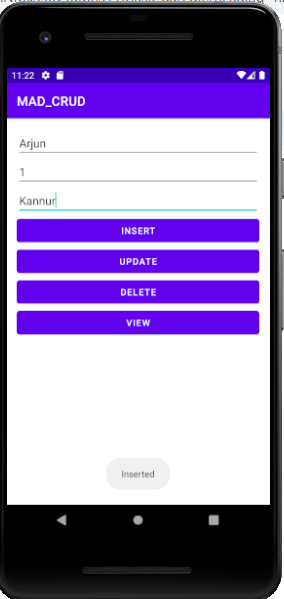 11:22
MAD_CRUD
Arjun
1
Kannur
INSERT
UPDATE
DELETE
VIEW
Inserted